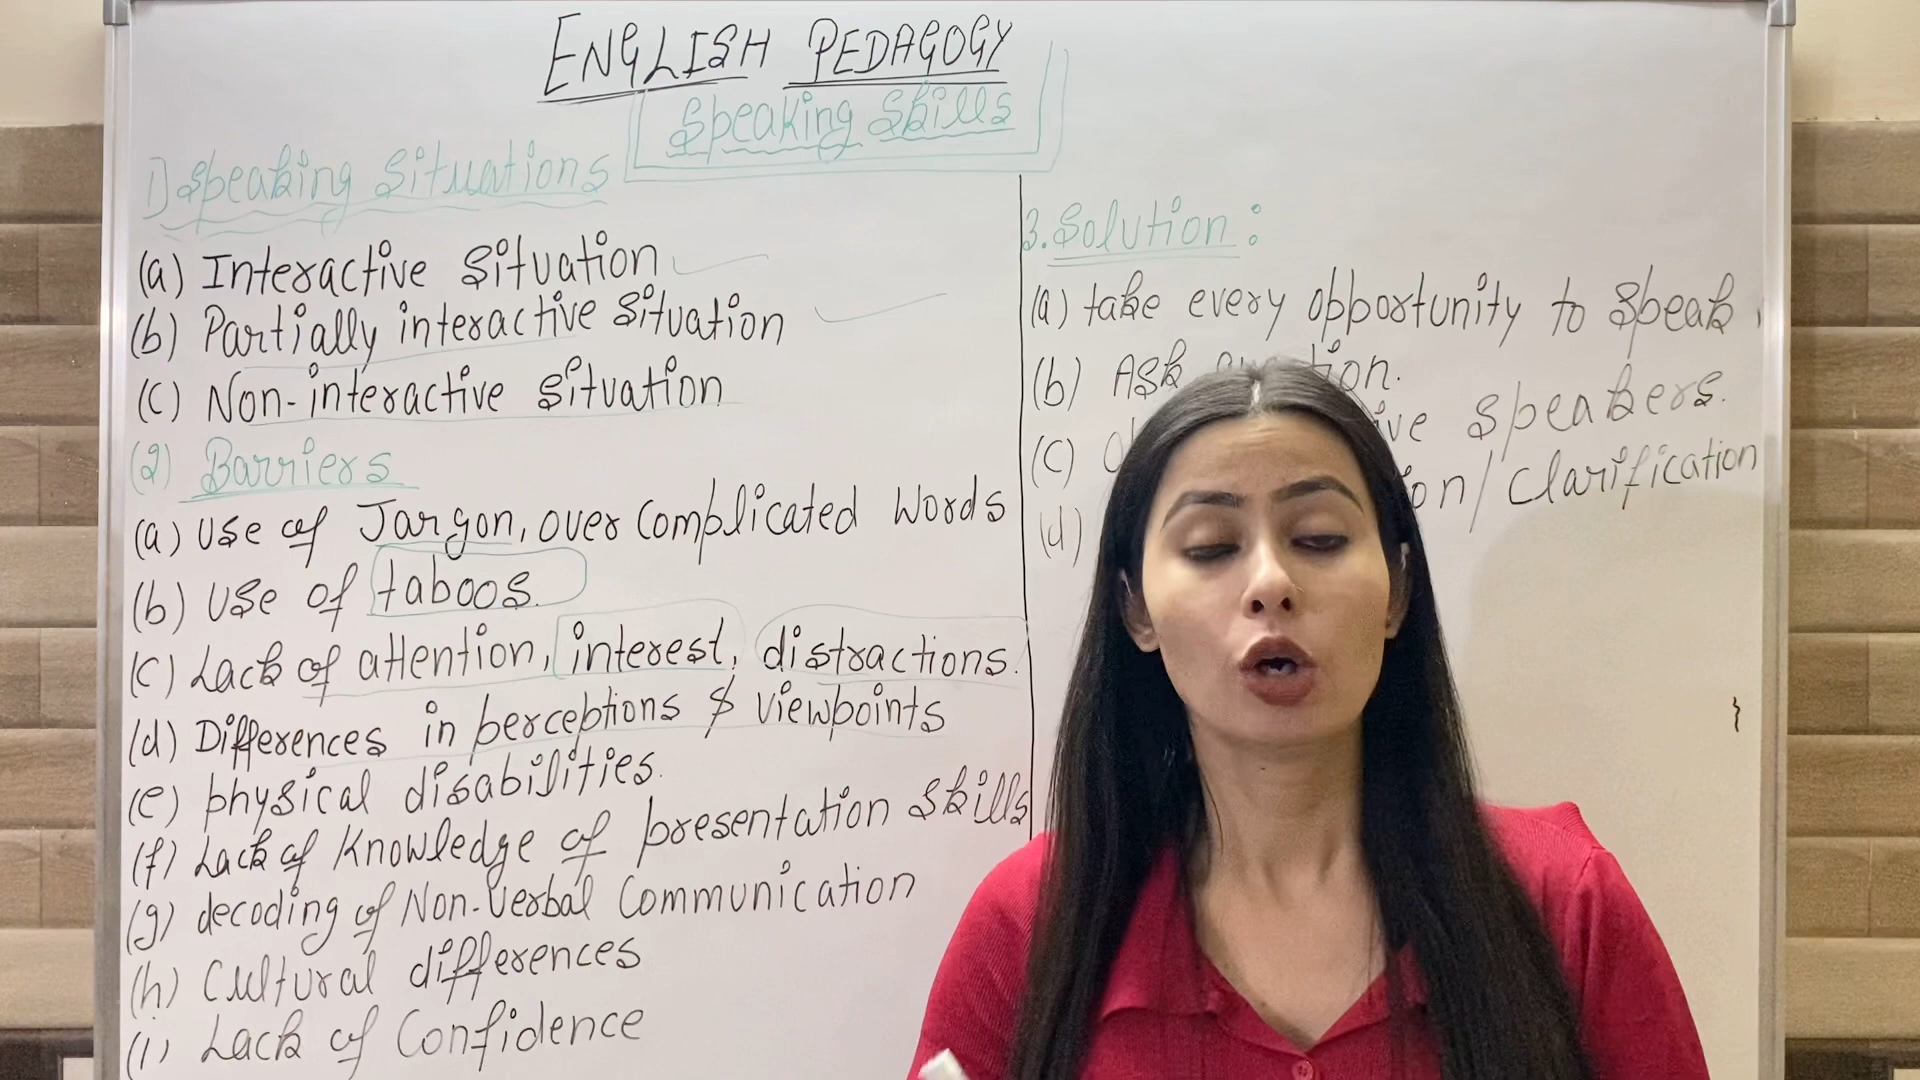 ENGLISH PEDAGOGY
Speaking Skills
1) Speaking Situations
(a) Interactive Situation
(b) Partially interactive Situation
(c) Non-interactive Situation
(2) Barriers
(a) Use of Jargon, over Complicated Words
(b) Use of taboos.
(c) Lack of attention, interest, distractions.
(d) Differences in perceptions & viewpoints
(e) physical disabilities.
(f) Lack of Knowledge of presentation Skills
(g) decoding of Non-Verbal Communication
(h) Cultural differences
(i) Lack of Confidence
3. Solution:
(a) take every opportunity to Speak.
(b) Ask
(c) Speakers.
(d) / Clarification